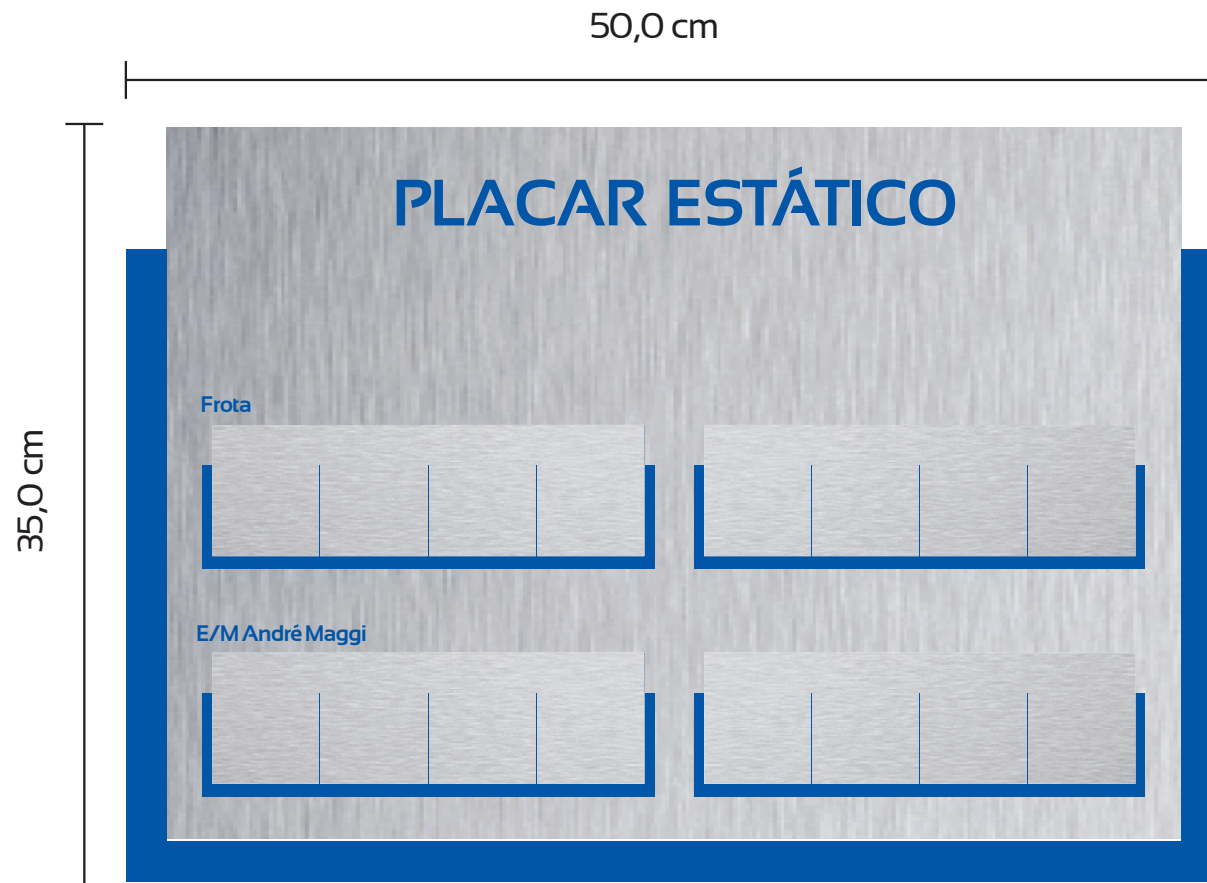 50,0 cm
PLACAR ESTÁTICO
35,0 cm
Frota
E/M André Maggi